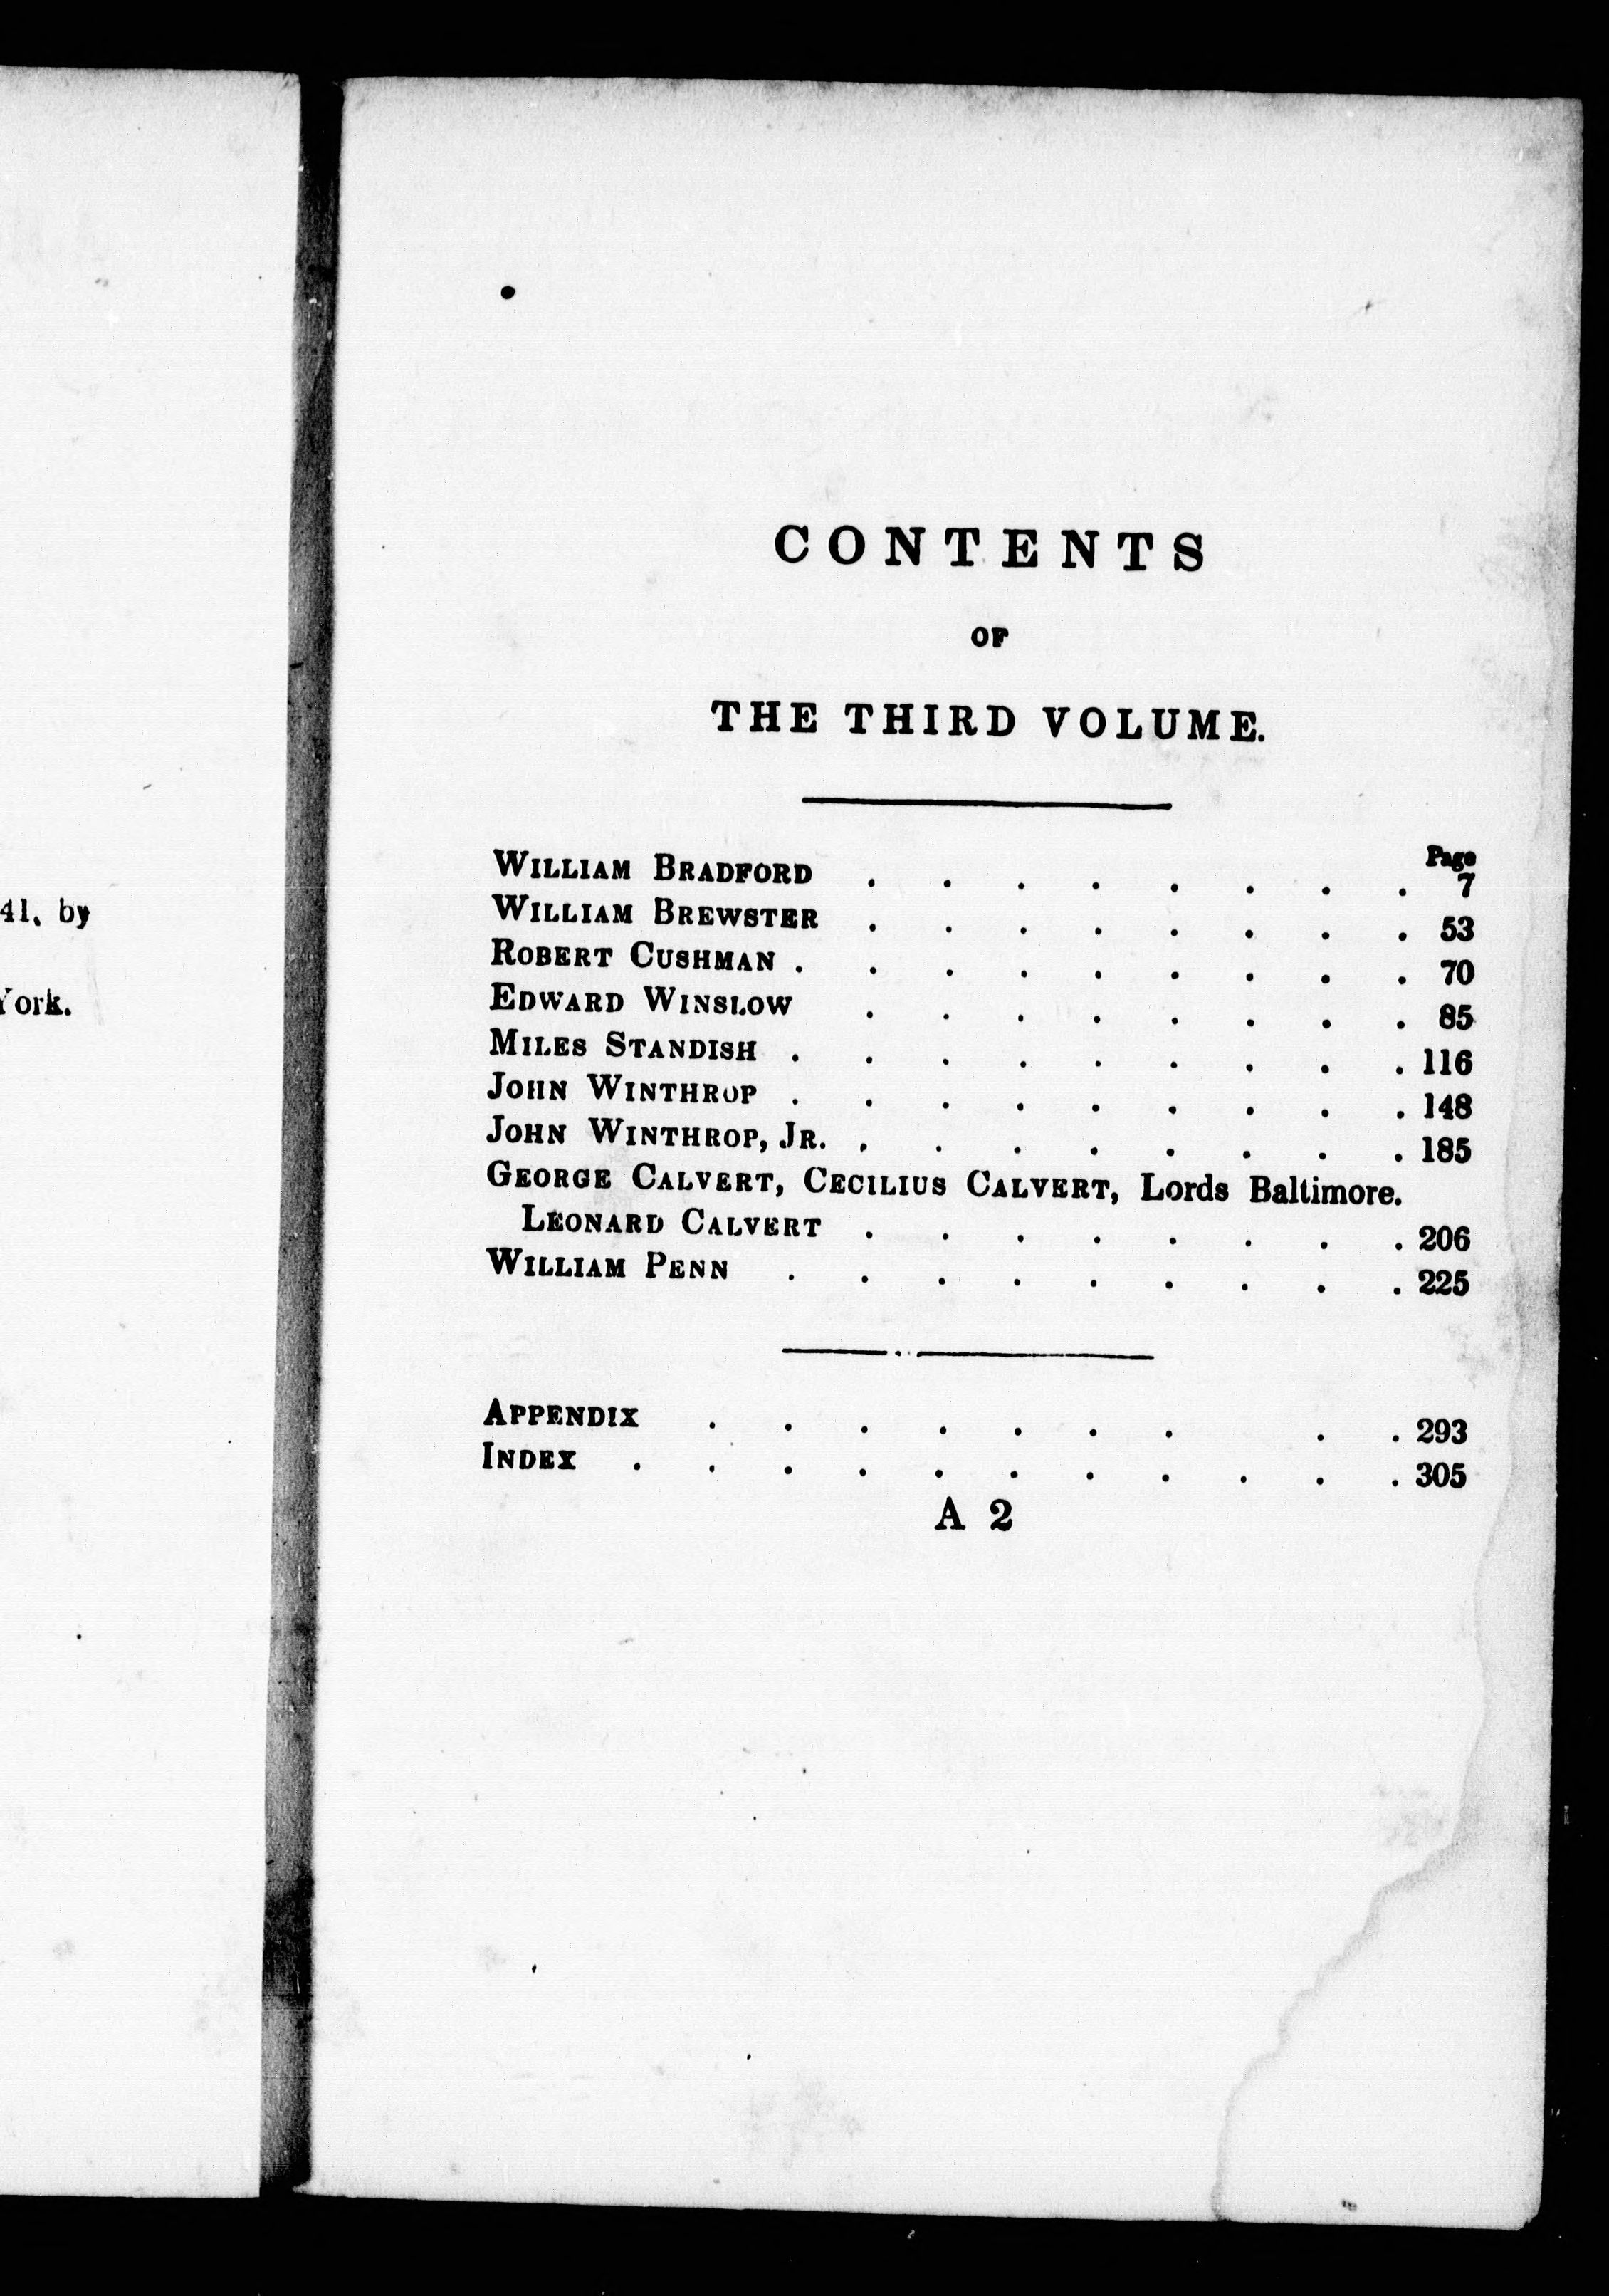 41, by
York.
CONTENTS
OF
THE THIRD VOLUME.
Page
WILLIAM BRADFORD . . . . . . . . 7
WILLIAM BREWSTER . . . . . . . . 53
ROBERT CUSHMAN . . . . . . . . . 70
EDWARD WINSLOW . . . . . . . . 85
MILES STANDISH . . . . . . . . . 116
JOHN WINTHROP . . . . . . . . . 148
JOHN WINTHROP, JR. . . . . . . . . 185
GEORGE CALVERT, CECILIUS CALVERT, Lords Baltimore.
LEONARD CALVERT . . . . . . . . 206
WILLIAM PENN . . . . . . . . . 225
APPENDIX . . . . . . . . . 293
INDEX . . . . . . . . . . . 305
A 2